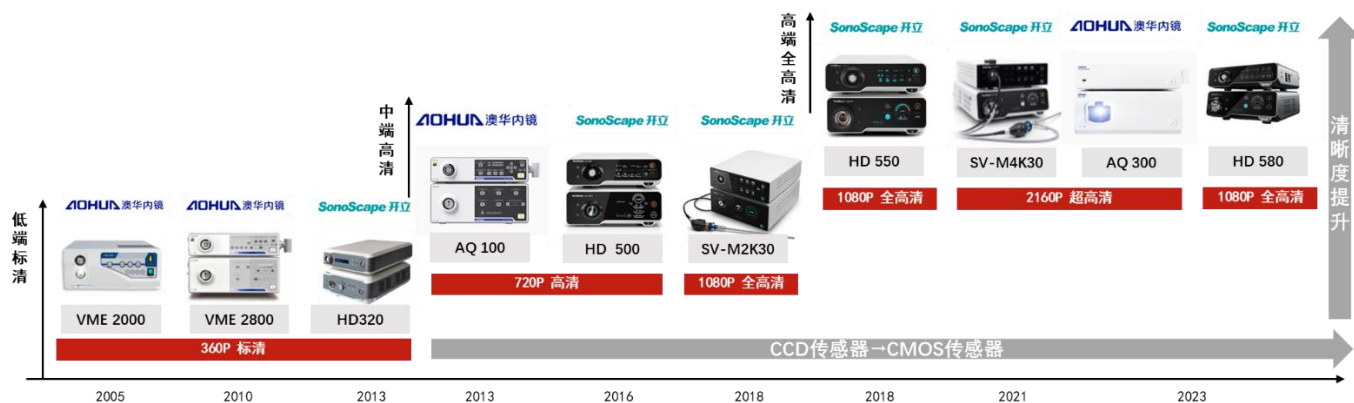 高端全高清
SonoScape 开立
SonoScape 开立
AOHUA 澳华内镜
SonoScape 开立
HD 550
SV-M4K30
AQ 300
HD 580
1080P 全高清
2160P 超高清
1080P 全高清
中端高清
AOHUA 澳华内镜
SonoScape 开立
SonoScape 开立
AQ 100
HD 500
SV-M2K30
720P 高清
1080P 全高清
低端标清
AOHUA 澳华内镜
AOHUA 澳华内镜
SonoScape 开立
VME 2000
VME 2800
HD320
360P 标清
清晰度提升
CCD传感器→CMOS传感器
2005
2010
2013
2013
2016
2018
2018
2021
2023